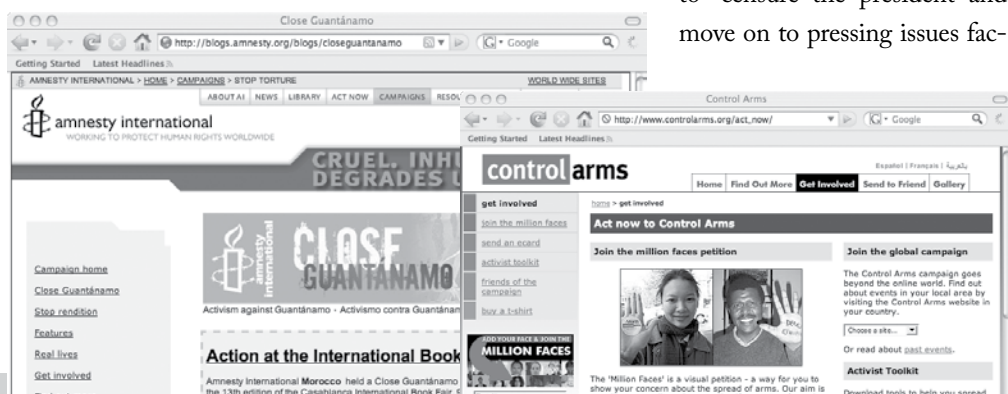 to "censure the president and
move on to pressing issues fac-
Close Guantánamo
http://blogs.amnesty.org/blogs/closeguantanamo
Google
Getting Started Latest Headlines
AMNESTY INTERNATIONAL > HOME > CAMPAIGNS > STOP TORTURE
WORLD WIDE SITES
ABOUT AI NEWS LIBRARY ACT NOW CAMPAIGNS RESOU
amnesty international
WORKING TO PROTECT HUMAN RIGHTS WORLDWIDE
CRUEL, INHU
DEGRADES U
Campaign home
Close Guantánamo
Stop rendition
Features
Real lives
Get involved
amnesty
international
CLOSE
GUANTÁNAMO
Activism against Guantánamo - Activismo contra Guantánam
Action at the International Book
Amnesty International Morocco held a Close Guantánamo
the 13th edition of the Casablanca International Book Fair.
Control Arms
http://www.controlarms.org/act_now/
Google
Getting Started Latest Headlines
control arms
Español | Français |
Home Find Out More Get Involved Send to Friend Gallery
get involved
join the million faces
send an ecard
activist toolkit
friends of the
campaign
buy a t-shirt
ADD YOUR FACE & JOIN THE
MILLION FACES
home > get involved
Act now to Control Arms
Join the million faces petition
The 'Million Faces' is a visual petition - a way for you to
show your concern about the spread of arms. Our aim is
Join the global campaign
The Control Arms campaign goes
beyond the online world. Find out
about events in your local area by
visiting the Control Arms website in
your country.
Choose a site...
Or read about past events.
Activist Toolkit
Download tools to help you spread